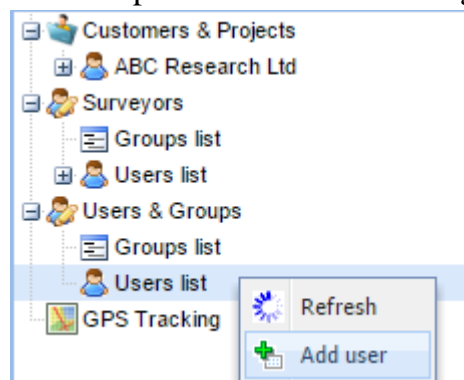 Customers & Projects
ABC Research Ltd
Surveyors
Groups list
Users list
Users & Groups
Groups list
Users list
GPS Tracking
Refresh
Add user